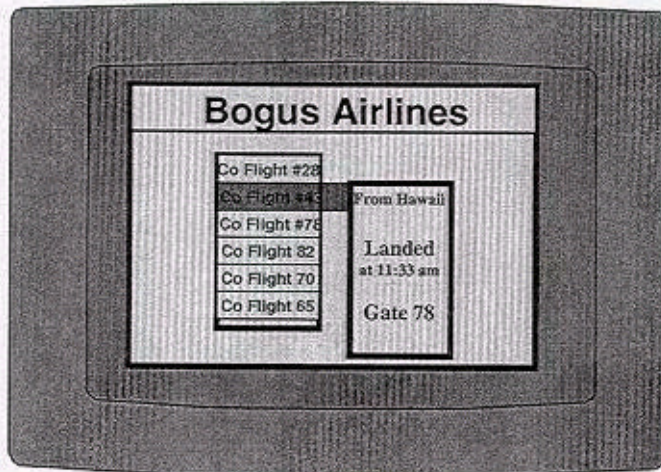 Bogus Airlines
Co Flight #28
Co Flight #43
Co Flight #78
Co Flight 82
Co Flight 70
Co Flight 65
From Hawaii
Landed
at 11:33 am
Gate 78